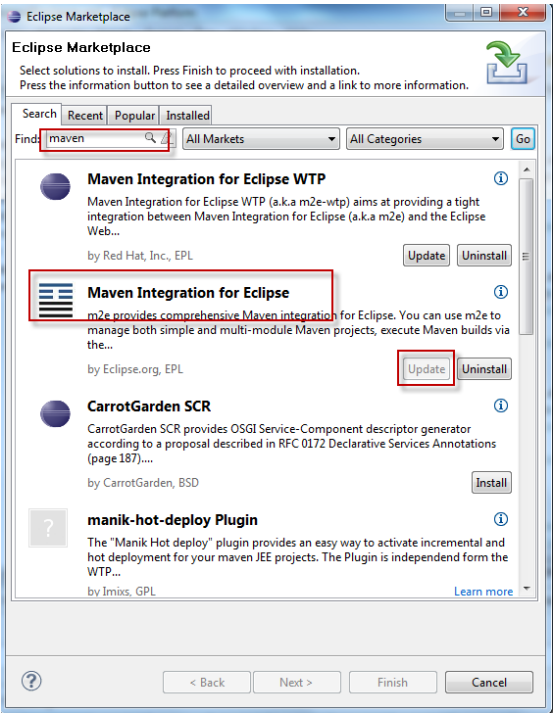 Eclipse Marketplace
Eclipse Marketplace
Select solutions to install. Press Finish to proceed with installation.
Press the information button to see a detailed overview and a link to more information.
Search Recent Popular Installed
Find: maven All Markets All Categories Go
Maven Integration for Eclipse WTP
Maven Integration for Eclipse WTP (a.k.a m2e-wtp) aims at providing a tight
integration between Maven Integration for Eclipse (a.k.a m2e) and the Eclipse
Web...
by Red Hat, Inc., EPL Update Uninstall
Maven Integration for Eclipse
m2e provides comprehensive Maven integration for Eclipse. You can use m2e to
manage both simple and multi-module Maven projects, execute Maven builds via
the...
by Eclipse.org, EPL Update Uninstall
CarrotGarden SCR
CarrotGarden SCR provides OSGI Service-Component descriptor generator
according to a proposal described in RFC 0172 Declarative Services Annotations
(page 187)....
by CarrotGarden, BSD Install
? manik-hot-deploy Plugin
The "Manik Hot deploy" plugin provides an easy way to activate incremental and
hot deployment for your maven JEE projects. The Plugin is independend form the
WTP...
by Imixs, GPL Learn more
? < Back Next > Finish Cancel